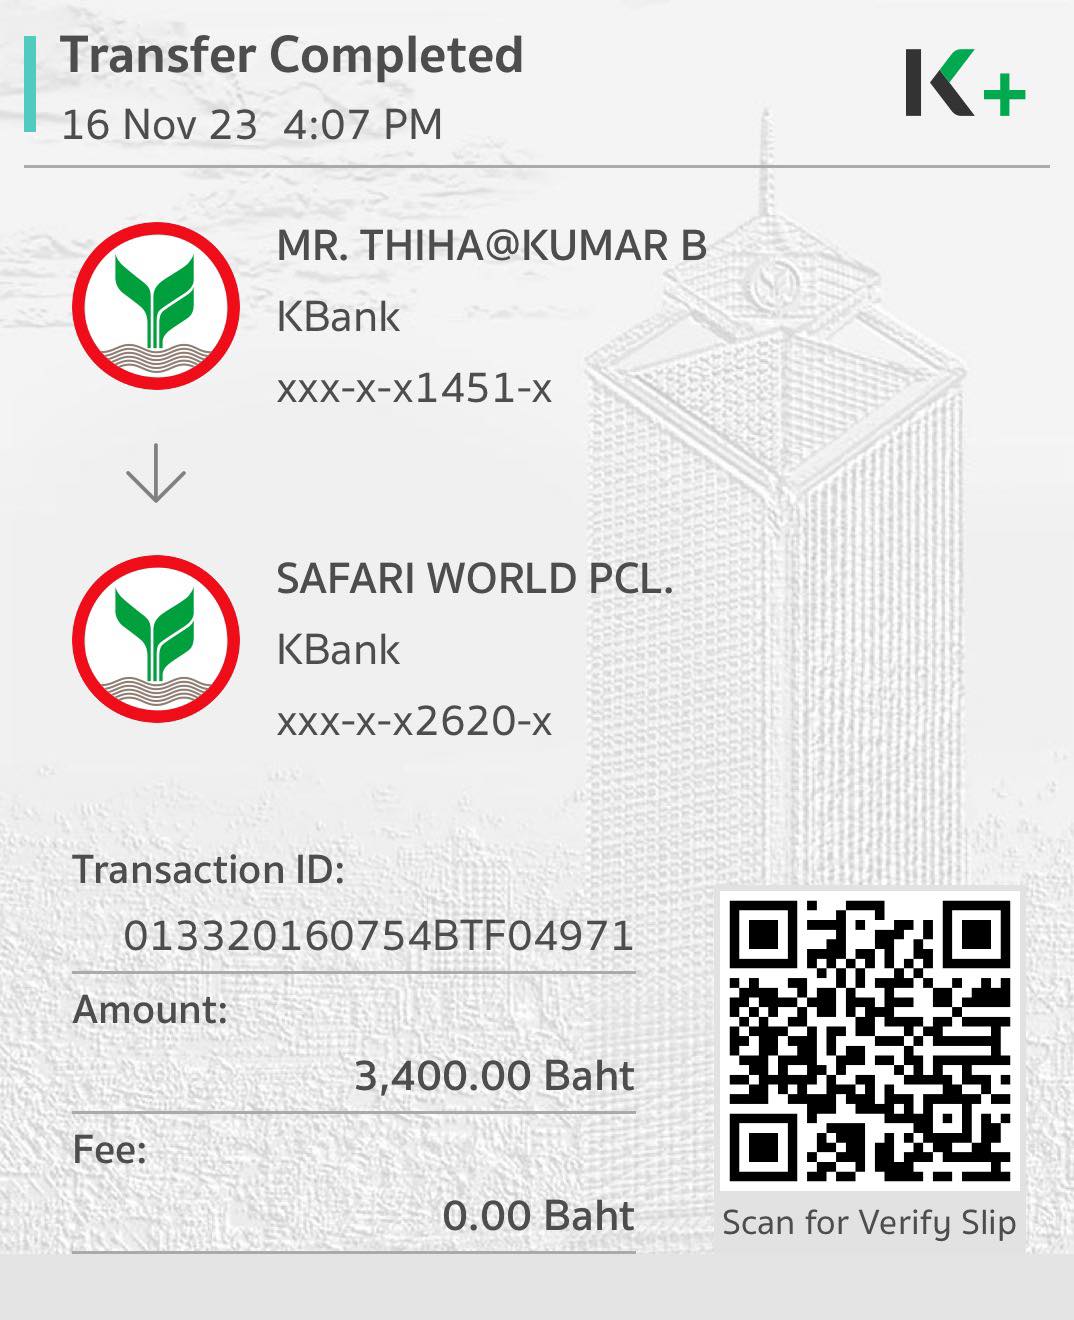 Transfer Completed
16 Nov 23 4:07 PM
K+
MR. THIHA@KUMAR B
KBank
xxx-x-x1451-x
SAFARI WORLD PCL.
KBank
xxx-x-x2620-x
Transaction ID:
013320160754BTF04971
Amount:
3,400.00 Baht
Fee:
0.00 Baht
Scan for Verify Slip